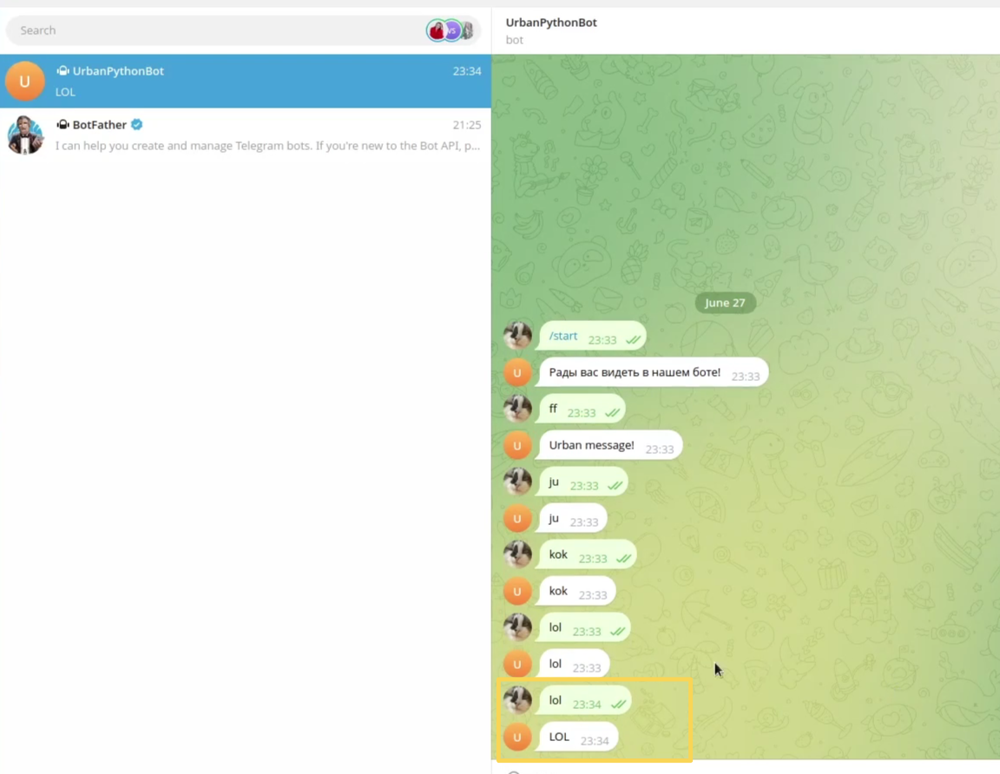 Search
VS
U
UrbanPythonBot
23:34
LOL
BotFather
21:25
I can help you create and manage Telegram bots. If you're new to the Bot API, p...
UrbanPythonBot
bot
June 27
/start 23:33
U
Рады вас видеть в нашем боте! 23:33
ff 23:33
U
Urban message! 23:33
ju 23:33
U
ju 23:33
kok 23:33
U
kok 23:33
lol 23:33
U
lol 23:33
lol 23:34
U
LOL 23:34